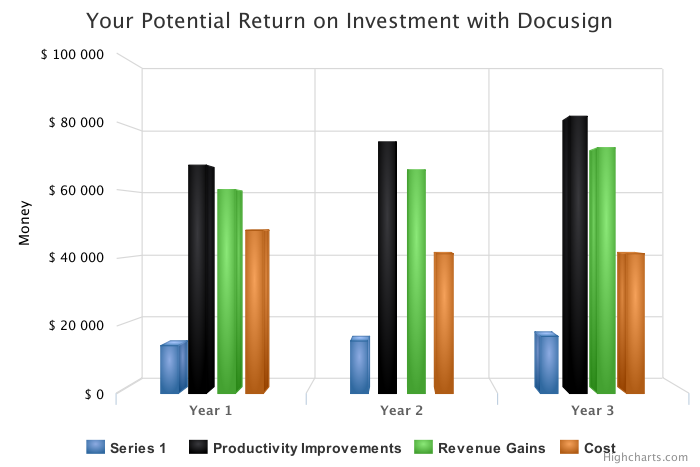 Your Potential Return on Investment with Docusign
$ 100 000
$ 80 000
$ 60 000
$ 40 000
$ 20 000
$ 0
Money
Year 1 Year 2 Year 3
Series 1 Productivity Improvements Revenue Gains Cost
Highcharts.com